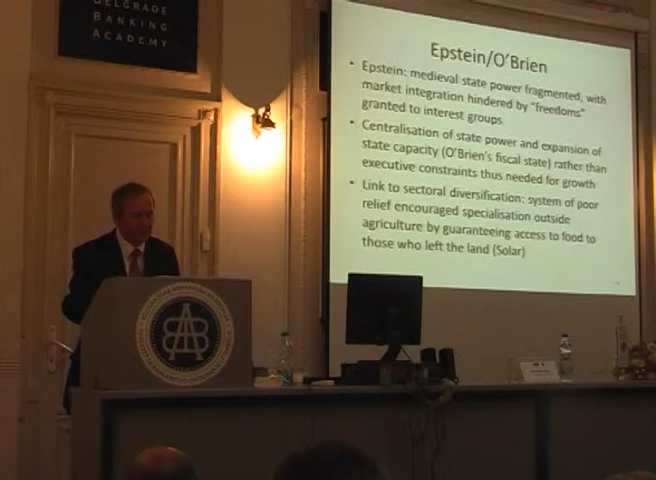 BELGRADE
BANKING
ACADEMY
Epstein/O'Brien
• Epstein: medieval state power fragmented, with
market integration hindered by "freedoms"
granted to interest groups
• Centralisation of state power and expansion of
state capacity (O'Brien's fiscal state) rather than
executive constraints thus needed for growth
• Link to sectoral diversification: system of poor
relief encouraged specialisation outside
agriculture by guaranteeing access to food to
those who left the land (Solar)